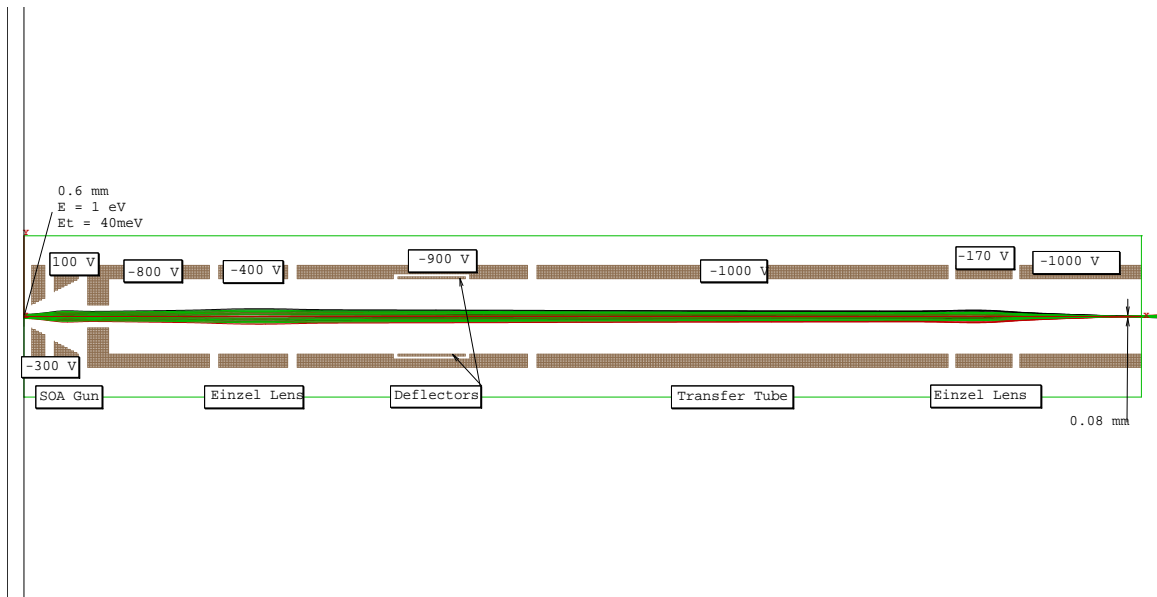 0.6 mm
E = 1 eV
Et = 40meV
Y
100 V
-800 V
-400 V
-900 V
-1000 V
-170 V
-1000 V
x
-300 V
SOA Gun
Einzel Lens
Deflectors
Transfer Tube
Einzel Lens
0.08 mm